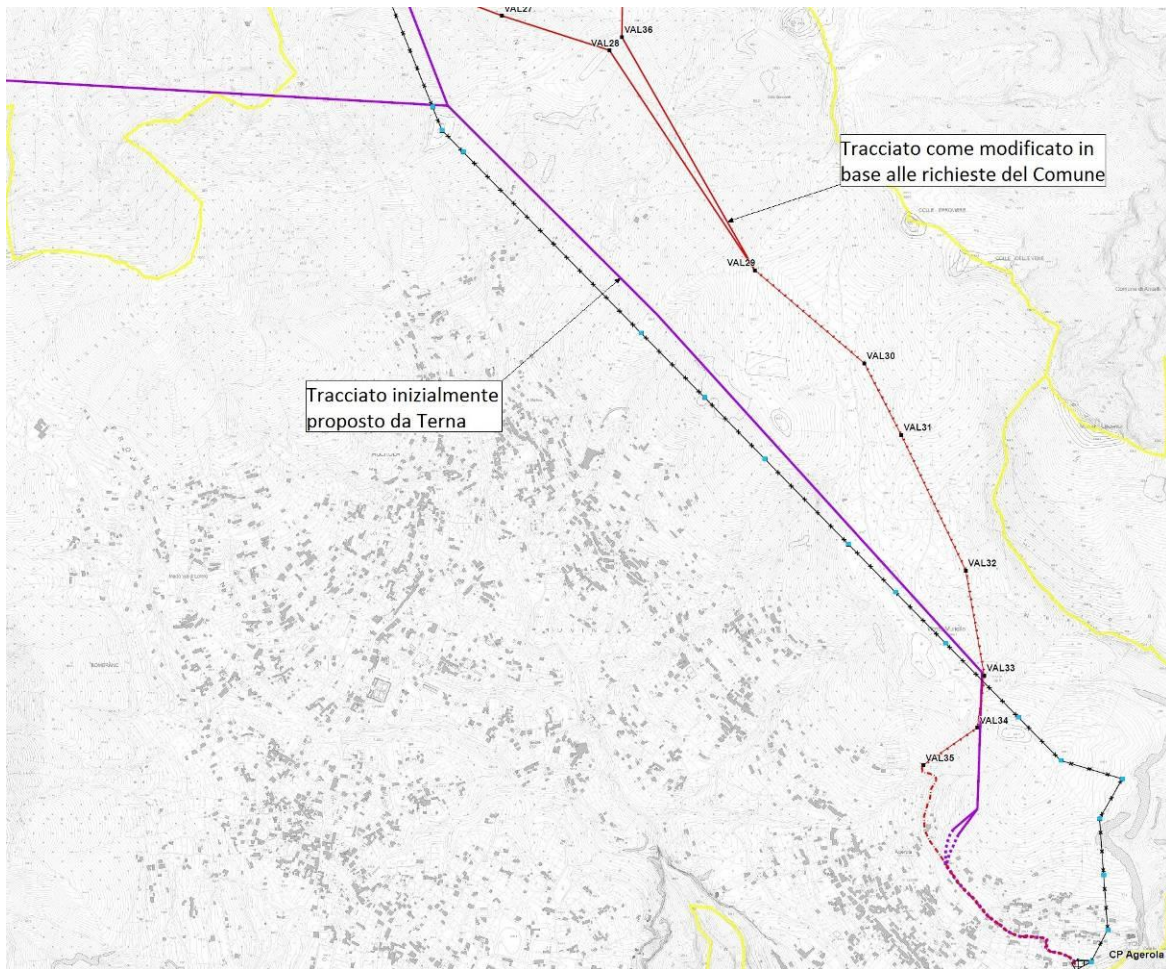 VAL27
VAL36
VAL28
Tracciato come modificato in
base alle richieste del Comune
VAL29
VAL30
Tracciato inizialmente
proposto da Terna
VAL31
VAL32
VAL33
VAL34
VAL35
CP Agerola